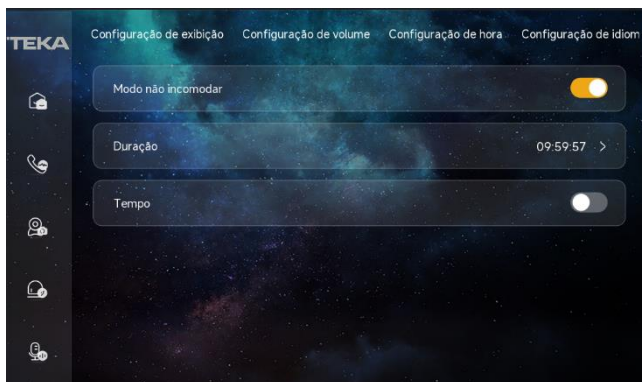 TEKA
Configuração de exibição Configuração de volume Configuração de hora Configuração de idiom
Modo não incomodar
Duração 09:59:57 >
Tempo